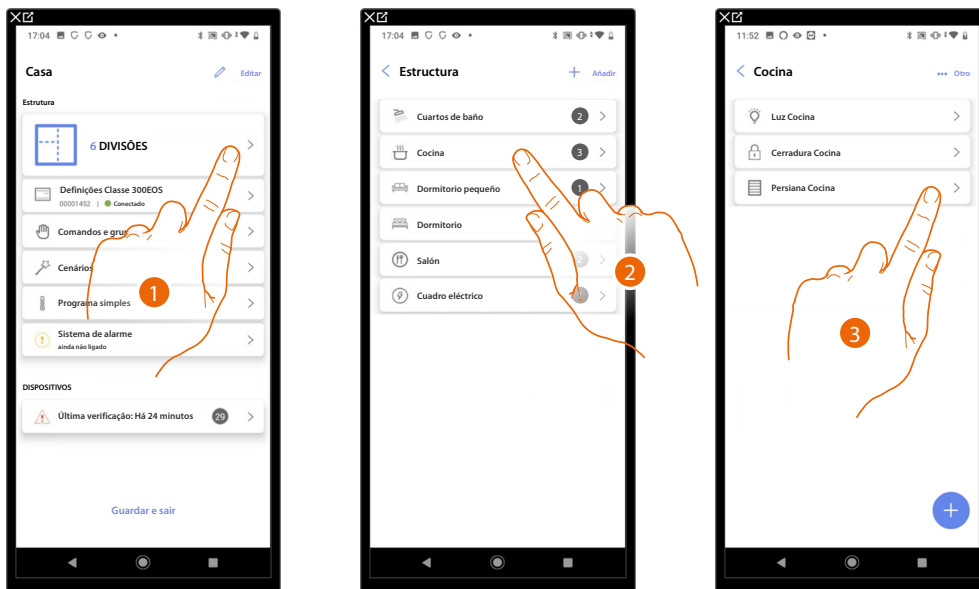 17:04
Casa
Editar
Estrutura
6 DIVISÕES
Definições Classe 300EOS
00001452 | Conectado
Comandos e gru
Cenários
Programa simples
Sistema de alarme
ainda não ligado
DISPOSITIVOS
Última verificação: Há 24 minutos 29
Guardar e sair
1
17:04
Estructura
Añadir
Cuartos de baño 2
Cocina 3
Dormitorio pequeño 1
Dormitorio
Salón
Cuadro eléctrico
2
11:52
Cocina
Otro
Luz Cocina
Cerradura Cocina
Persiana Cocina
3